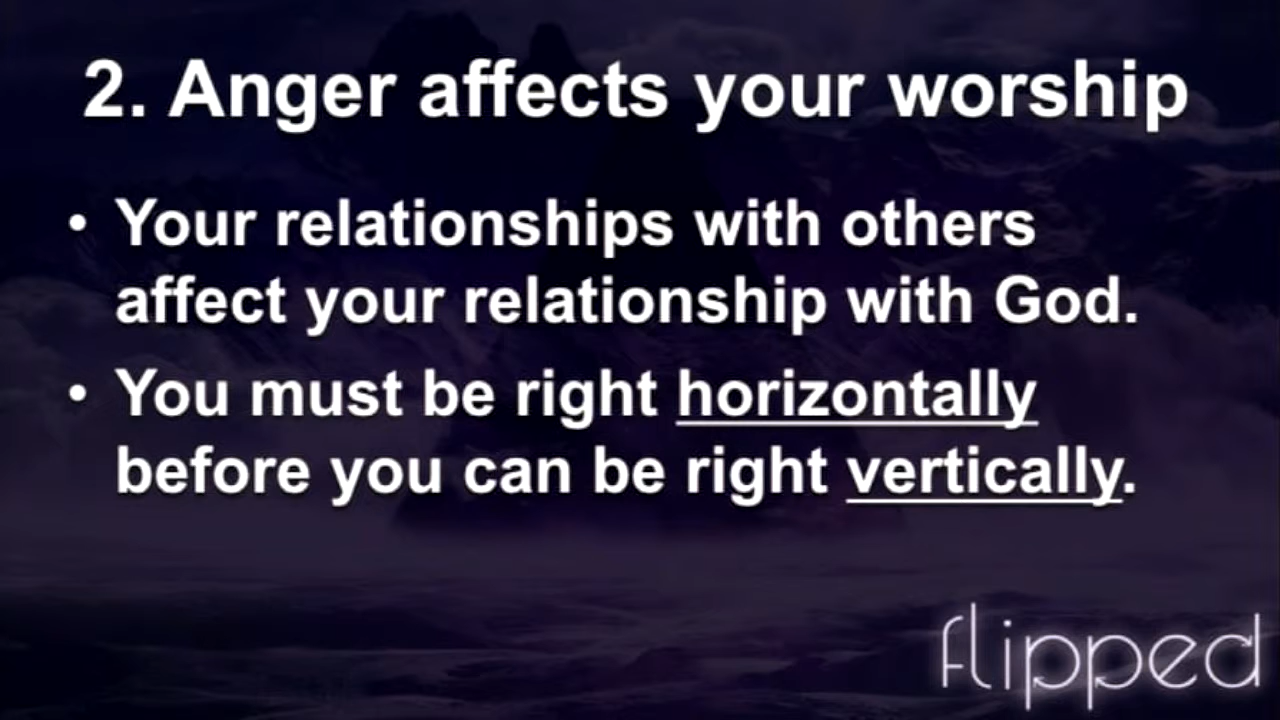 2. Anger affects your worship
• Your relationships with others
affect your relationship with God.
• You must be right horizontally
before you can be right vertically.
flipped